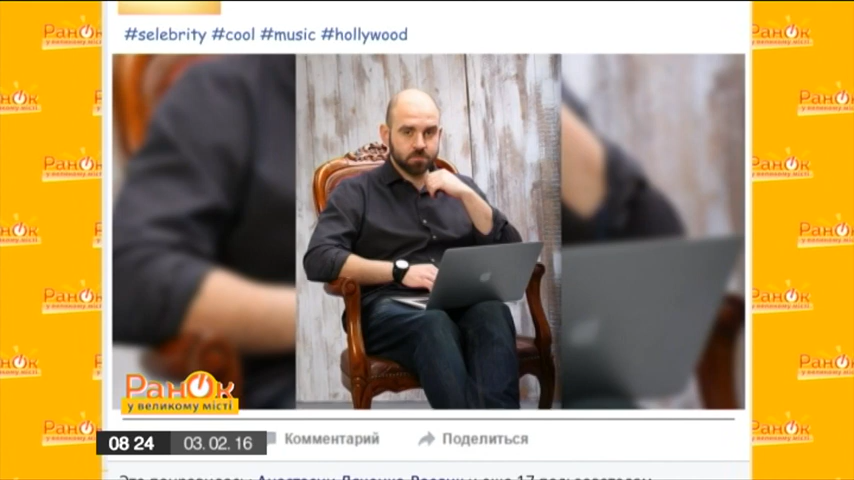 #selebrity #cool #music #hollywood
Ранок
у великому місті
08 24 03. 02. 16
Комментарий Поделиться